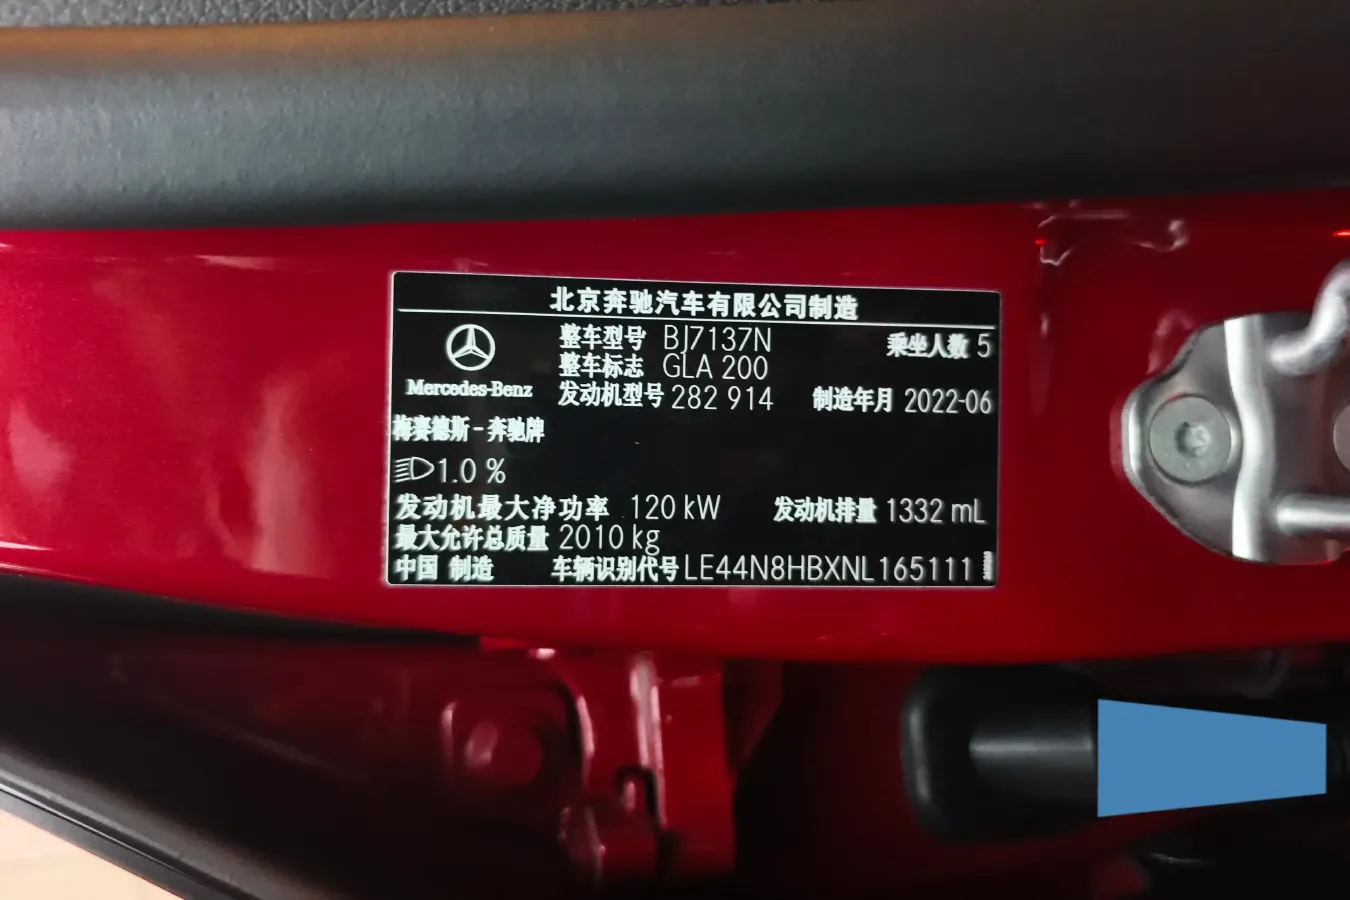 北京奔驰汽车有限公司制造
整车型号 BJ7137N 乘坐人数 5
整车标志 GLA 200
Mercedes-Benz 发动机型号 282 914 制造年月 2022-06
梅赛德斯-奔驰牌
1.0 %
发动机最大净功率 120 kW 发动机排量 1332 mL
最大允许总质量 2010 kg
中国 制造 车辆识别代号 LE44N8HBXNL165111